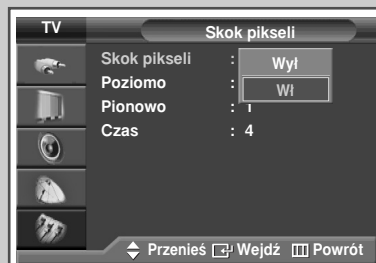 TV
Skok pikseli
Skok pikseli : Wył
Poziomo : Wł
Pionowo : 1
Czas : 4
Przenieś Wejdź Powrót